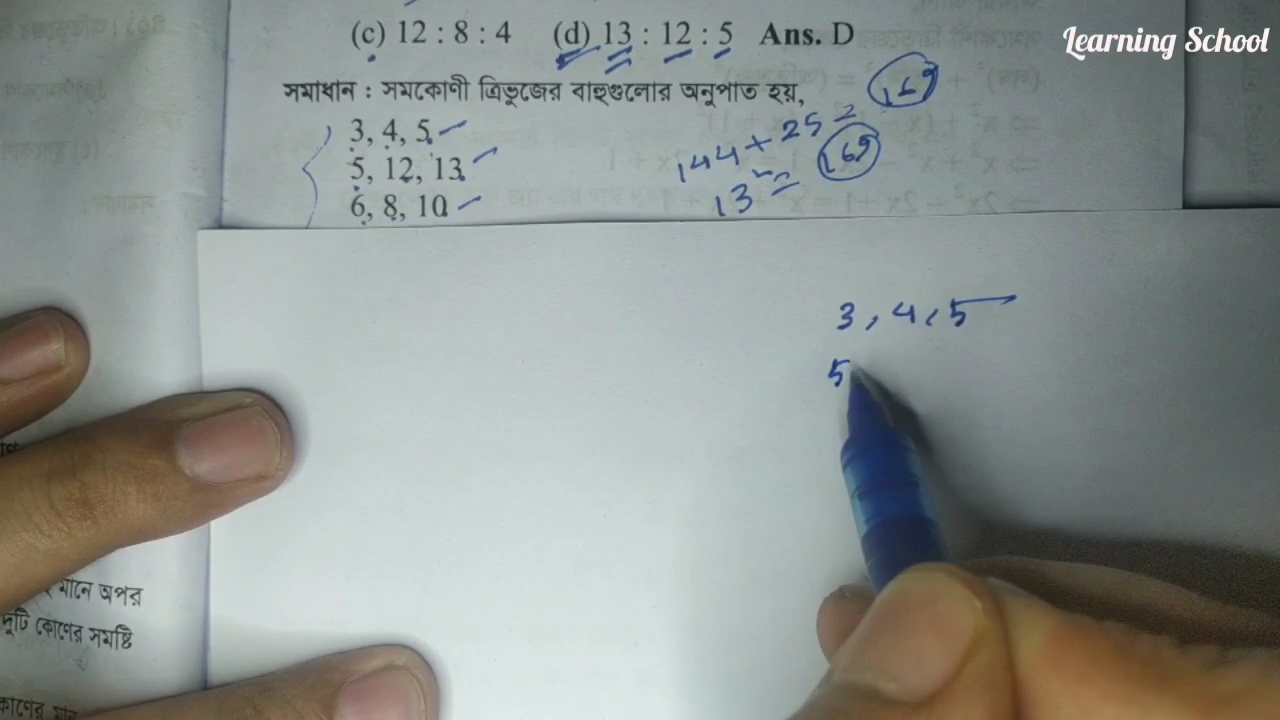 Learning School
(c) 12 : 8 : 4 (d) 13 : 12 : 5 Ans. D
সমাধান : সমকোণী ত্রিভুজের বাহুগুলোর অনুপাত হয়,
3, 4, 5
5, 12, 13
6, 8, 10
144 + 25 =
169
169
13² =
3, 4, 5
5
মানে অপর
দুটি কোণের সমষ্টি